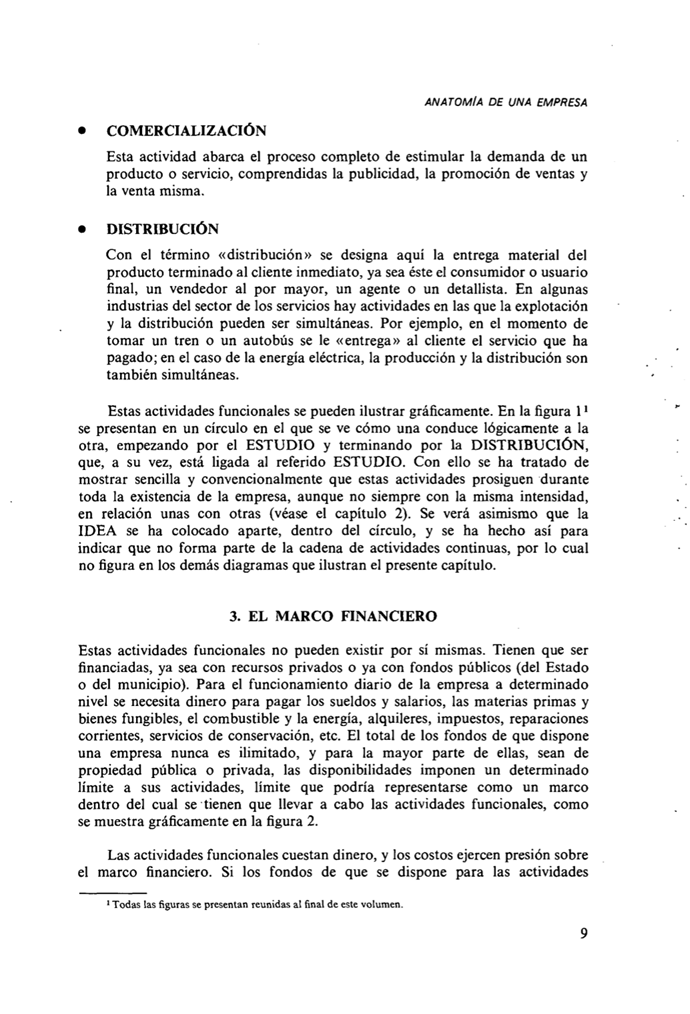 ANATOMÍA DE UNA EMPRESA
• COMERCIALIZACIÓN
Esta actividad abarca el proceso completo de estimular la demanda de un
producto o servicio, comprendidas la publicidad, la promoción de ventas y
la venta misma.
• DISTRIBUCIÓN
Con el término «distribución» se designa aquí la entrega material del
producto terminado al cliente inmediato, ya sea éste el consumidor o usuario
final, un vendedor al por mayor, un agente o un detallista. En algunas
industrias del sector de los servicios hay actividades en las que la explotación
y la distribución pueden ser simultáneas. Por ejemplo, en el momento de
tomar un tren o un autobús se le «entrega» al cliente el servicio que ha
pagado; en el caso de la energía eléctrica, la producción y la distribución son
también simultáneas.
Estas actividades funcionales se pueden ilustrar gráficamente. En la figura 1¹
se presentan en un círculo en el que se ve cómo una conduce lógicamente a la
otra, empezando por el ESTUDIO y terminando por la DISTRIBUCIÓN,
que, a su vez, está ligada al referido ESTUDIO. Con ello se ha tratado de
mostrar sencilla y convencionalmente que estas actividades prosiguen durante
toda la existencia de la empresa, aunque no siempre con la misma intensidad,
en relación unas con otras (véase el capítulo 2). Se verá asimismo que la
IDEA se ha colocado aparte, dentro del círculo, y se ha hecho así para
indicar que no forma parte de la cadena de actividades continuas, por lo cual
no figura en los demás diagramas que ilustran el presente capítulo.
3. EL MARCO FINANCIERO
Estas actividades funcionales no pueden existir por sí mismas. Tienen que ser
financiadas, ya sea con recursos privados o ya con fondos públicos (del Estado
o del municipio). Para el funcionamiento diario de la empresa a determinado
nivel se necesita dinero para pagar los sueldos y salarios, las materias primas y
bienes fungibles, el combustible y la energía, alquileres, impuestos, reparaciones
corrientes, servicios de conservación, etc. El total de los fondos de que dispone
una empresa nunca es ilimitado, y para la mayor parte de ellas, sean de
propiedad pública o privada, las disponibilidades imponen un determinado
límite a sus actividades, límite que podría representarse como un marco
dentro del cual se tienen que llevar a cabo las actividades funcionales, como
se muestra gráficamente en la figura 2.
Las actividades funcionales cuestan dinero, y los costos ejercen presión sobre
el marco financiero. Si los fondos de que se dispone para las actividades
¹ Todas las figuras se presentan reunidas al final de este volumen.
9